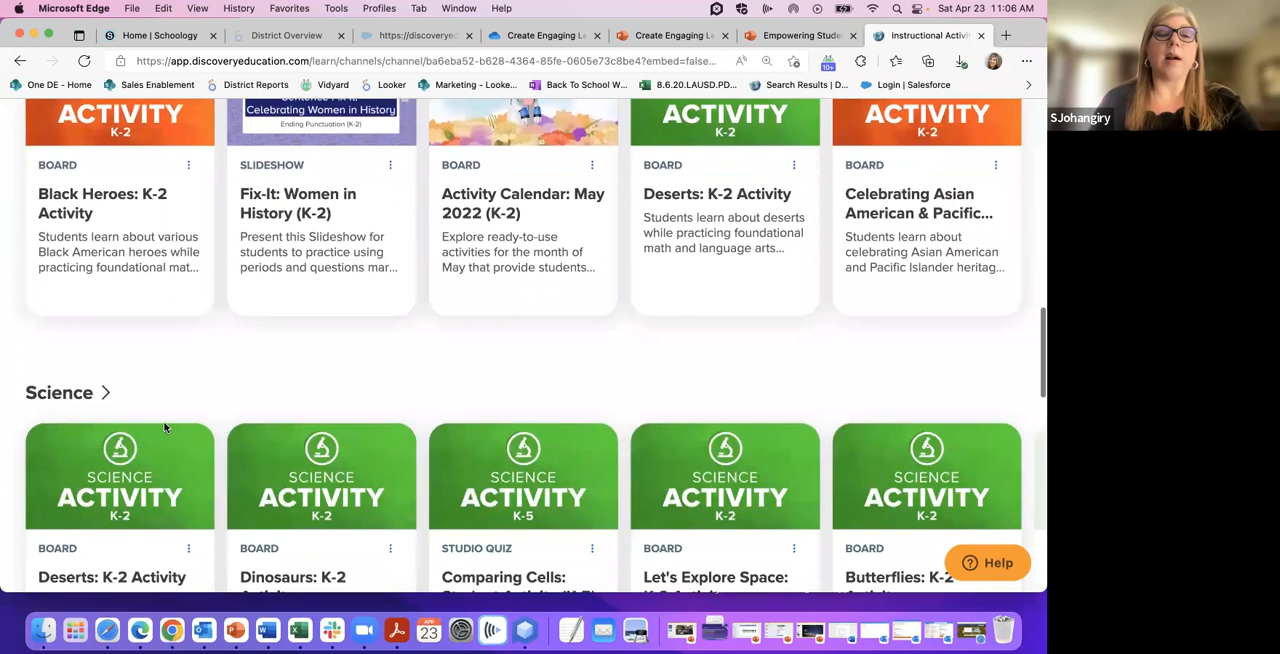 Microsoft Edge File Edit View History Favorites Tools Profiles Tab Window Help Sat Apr 23 11:06 AM
Home | Schoology District Overview https://discoveryed Create Engaging Le Create Engaging Le Empowering Stude Instructional Activi
https://app.discoveryeducation.com/learn/channels/channel/ba6eba52-b628-4364-85fe-0605e73c8be4?embed=false...
One DE - Home Sales Enablement District Reports Vidyard Looker Marketing - Looke... Back To School W... 8.6.20.LAUSD.PD... Search Results | D... Login | Salesforce
SJohangiry
ACTIVITY
K-2
Celebrating Women in History
Ending Punctuation (K-2)
ACTIVITY
K-2
ACTIVITY
K-2
BOARD
Black Heroes: K-2
Activity
Students learn about various
Black American heroes while
practicing foundational mat...
SLIDESHOW
Fix-It: Women in
History (K-2)
Present this Slideshow for
students to practice using
periods and questions mar...
BOARD
Activity Calendar: May
2022 (K-2)
Explore ready-to-use
activities for the month of
May that provide students...
BOARD
Deserts: K-2 Activity
Students learn about deserts
while practicing foundational
math and language arts...
BOARD
Celebrating Asian
American & Pacific...
Students learn about
celebrating Asian American
and Pacific Islander heritag...
Science
SCIENCE
ACTIVITY
K-2
SCIENCE
ACTIVITY
K-2
SCIENCE
ACTIVITY
K-5
SCIENCE
ACTIVITY
K-2
SCIENCE
ACTIVITY
K-2
BOARD
Deserts: K-2 Activity
BOARD
Dinosaurs: K-2
STUDIO QUIZ
Comparing Cells:
BOARD
Let's Explore Space:
BOARD
Butterflies: K-2
Help
APR
23